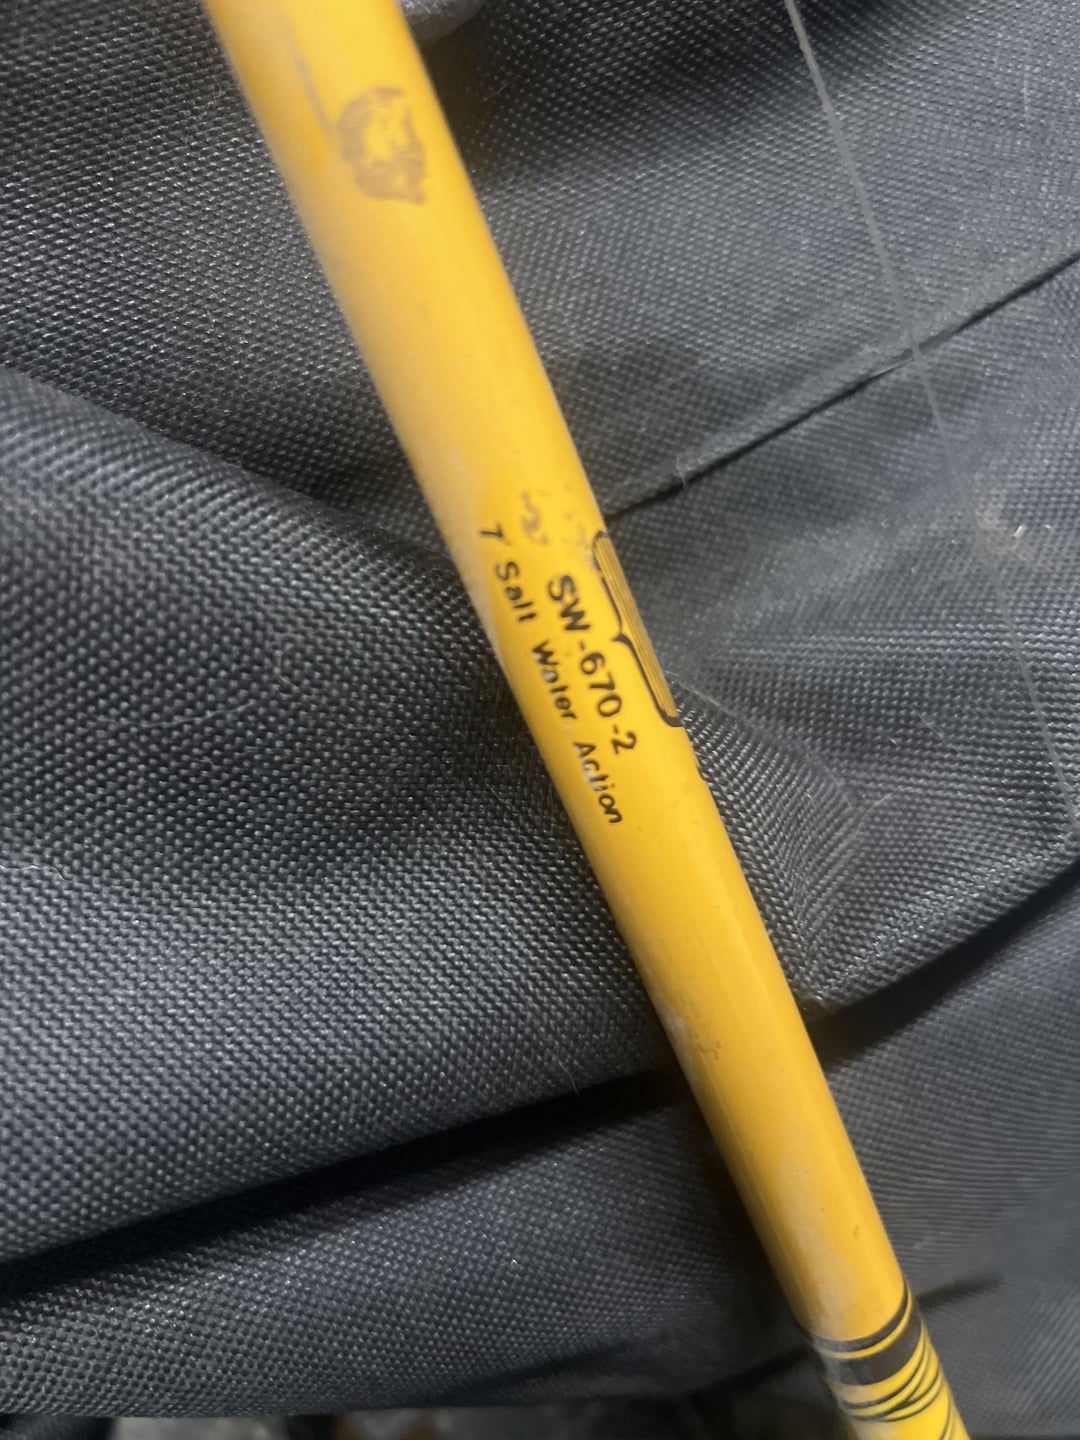 SW-670-2
7' Salt Water Action